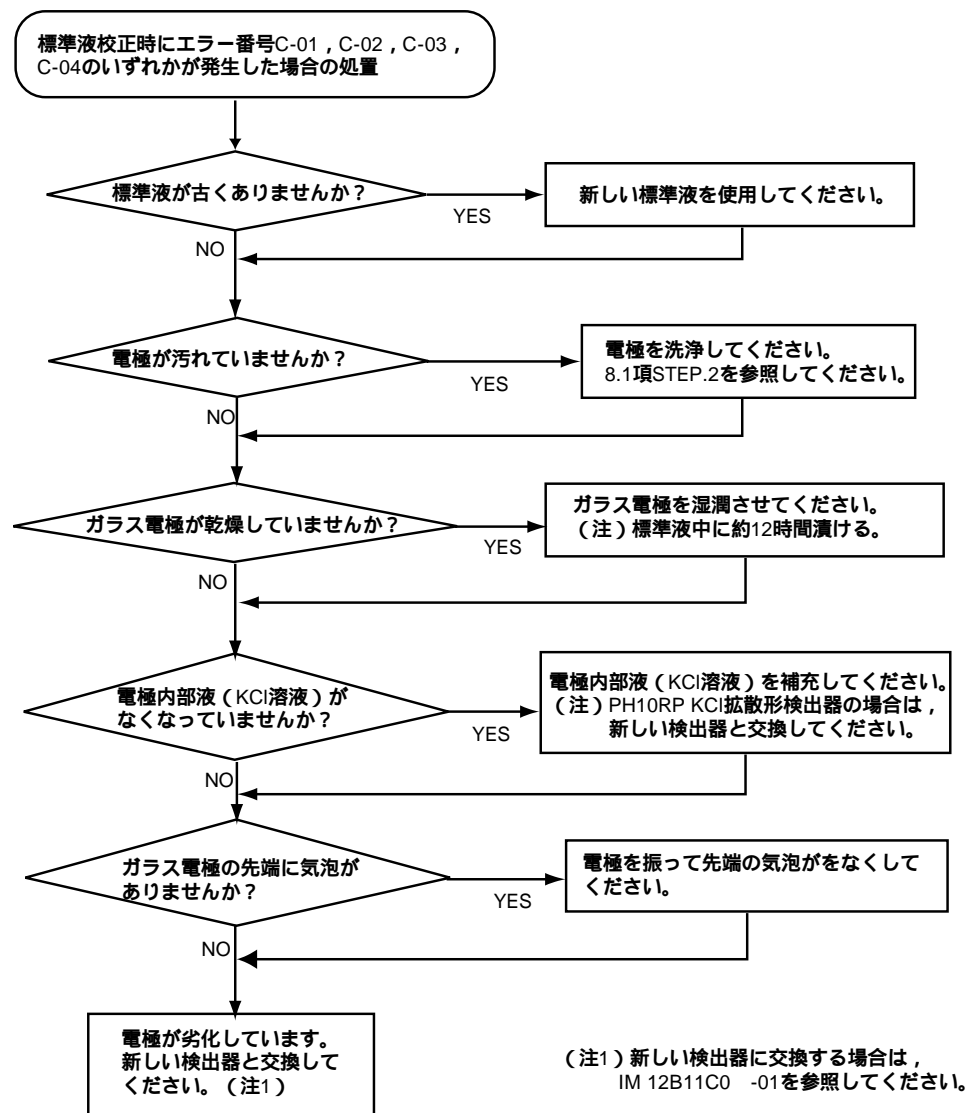 標準液校正時にエラー番号C-01，C-02，C-03，
C-04のいずれかが発生した場合の処置
標準液が古くありませんか？
YES
新しい標準液を使用してください。
NO
電極が汚れていませんか？
YES
電極を洗浄してください。
8.1項STEP.2を参照してください。
NO
ガラス電極が乾燥していませんか？
YES
ガラス電極を湿潤させてください。
（注）標準液中に約12時間漬ける。
NO
電極内部液（KCl溶液）が
なくなっていませんか？
YES
電極内部液（KCl溶液）を補充してください。
（注）PH10RP KCl拡散形検出器の場合は，
新しい検出器と交換してください。
NO
ガラス電極の先端に気泡が
ありませんか？
YES
電極を振って先端の気泡がをなくして
ください。
NO
電極が劣化しています。
新しい検出器と交換して
ください。（注1）
（注1）新しい検出器に交換する場合は，
IM 12B11C0　-01を参照してください。